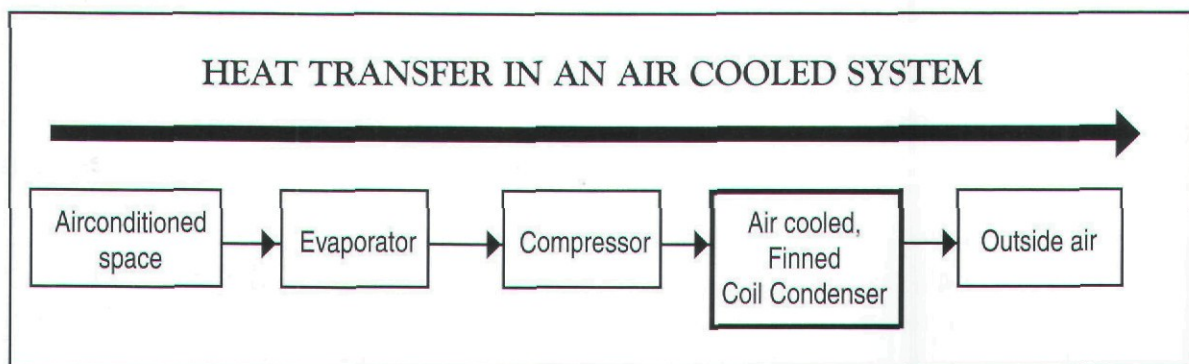 HEAT TRANSFER IN AN AIR COOLED SYSTEM
Airconditioned
space
Evaporator
Compressor
Air cooled,
Finned
Coil Condenser
Outside air